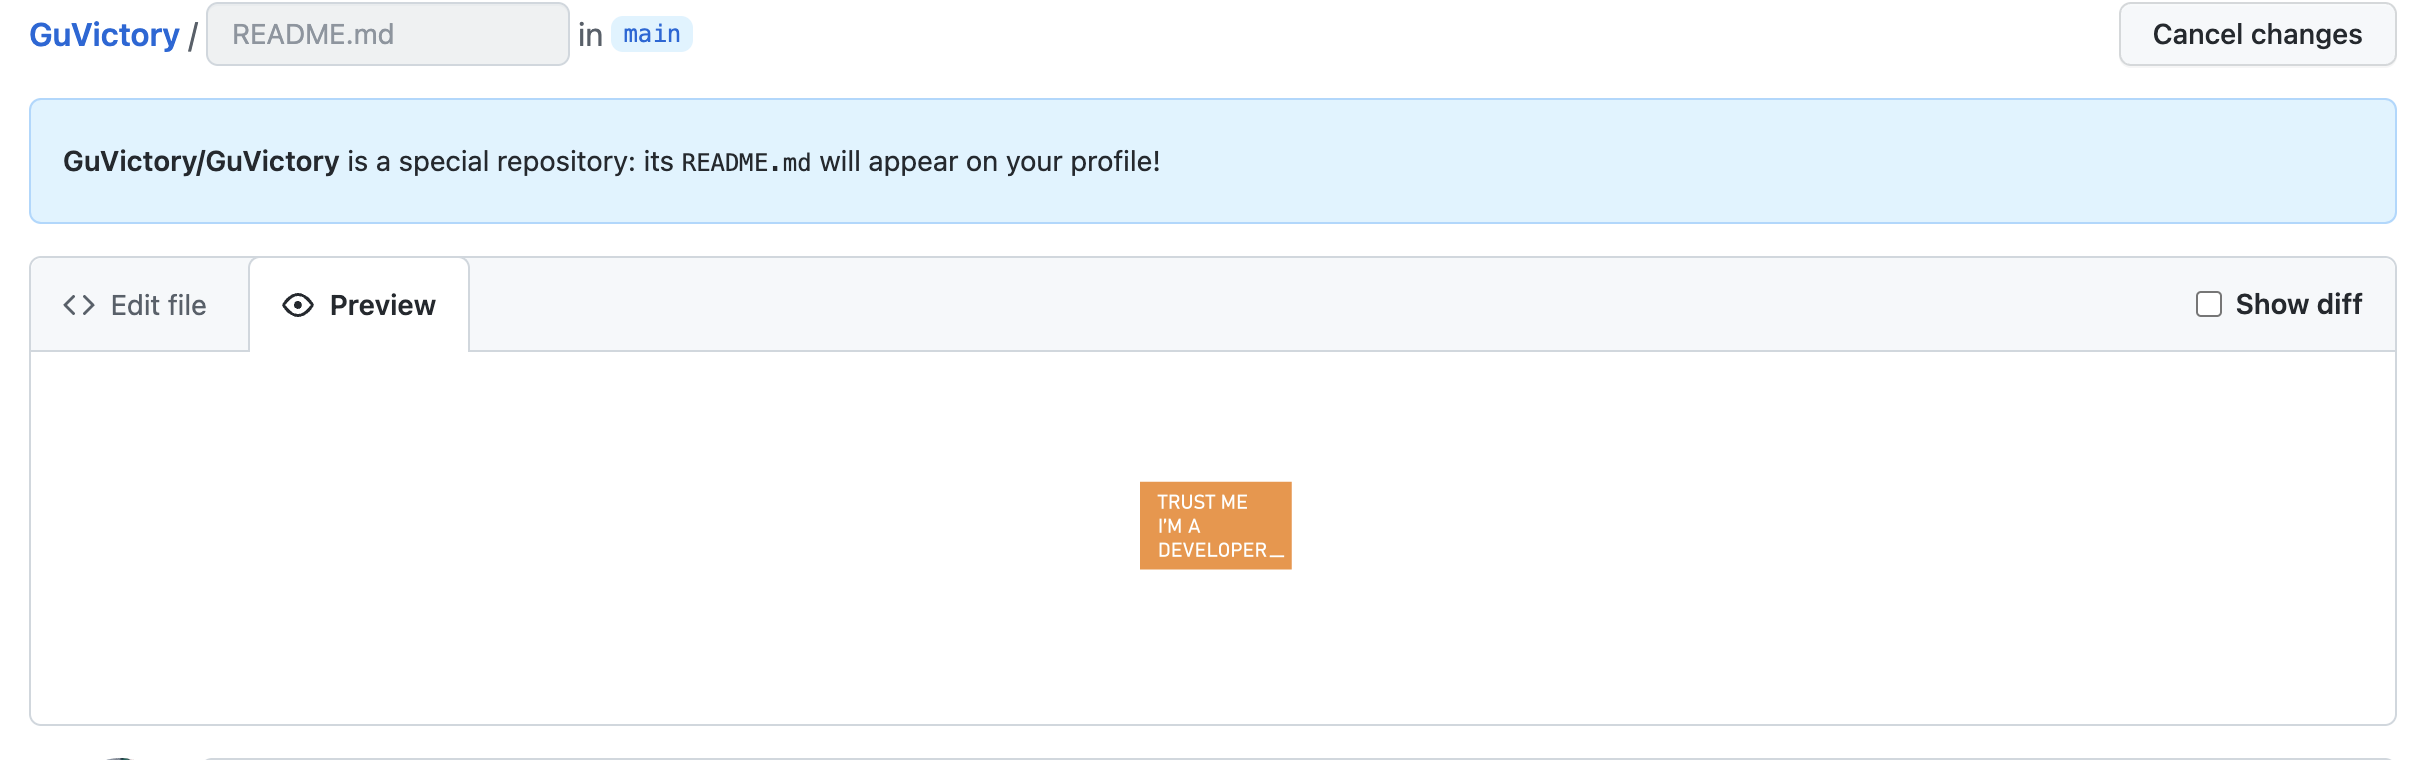 GuVictory / README.md in main Cancel changes
GuVictory/GuVictory is a special repository: its README.md will appear on your profile!
Edit file Preview Show diff
TRUST ME
I'M A
DEVELOPER_